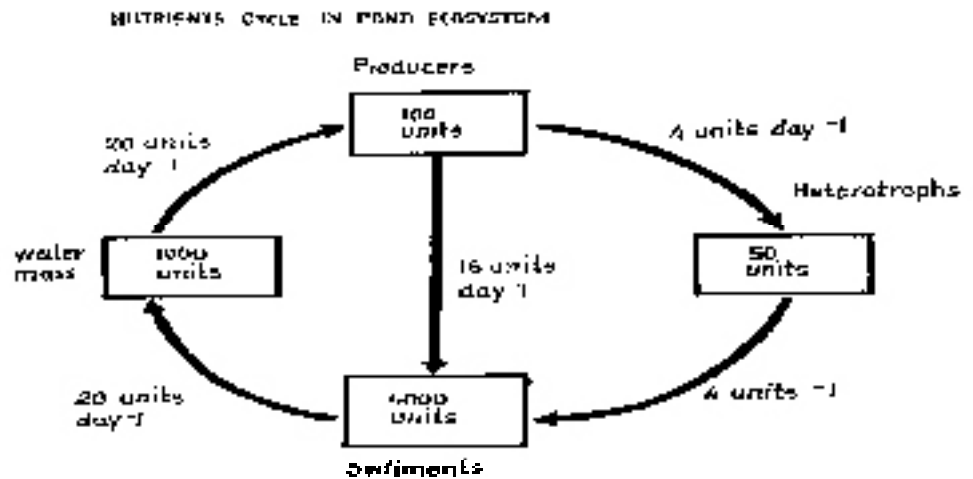 NUTRIENTS CYCLE IN POND ECOSYSTEM
Producers
100
units
20 units
day -1
4 units day -1
Heterotrophs
Water
mass
1000
units
16 units
day -1
50
units
20 units
day-1
units
4 units -1
Sediments